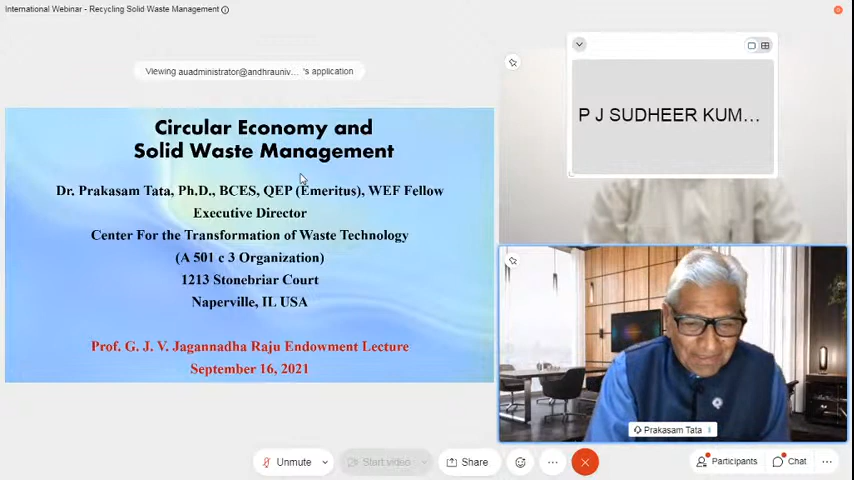 International Webinar - Recycling Solid Waste Management
Viewing auadministrator@andhrauniv... 's application
P J SUDHEER KUM...
Circular Economy and
Solid Waste Management
Dr. Prakasam Tata, Ph.D., BCES, QEP (Emeritus), WEF Fellow
Executive Director
Center For the Transformation of Waste Technology
(A 501 c 3 Organization)
1213 Stonebriar Court
Naperville, IL USA
Prof. G. J. V. Jagannadha Raju Endowment Lecture
September 16, 2021
Prakasam Tata
Unmute
Start video
Share
Participants
Chat